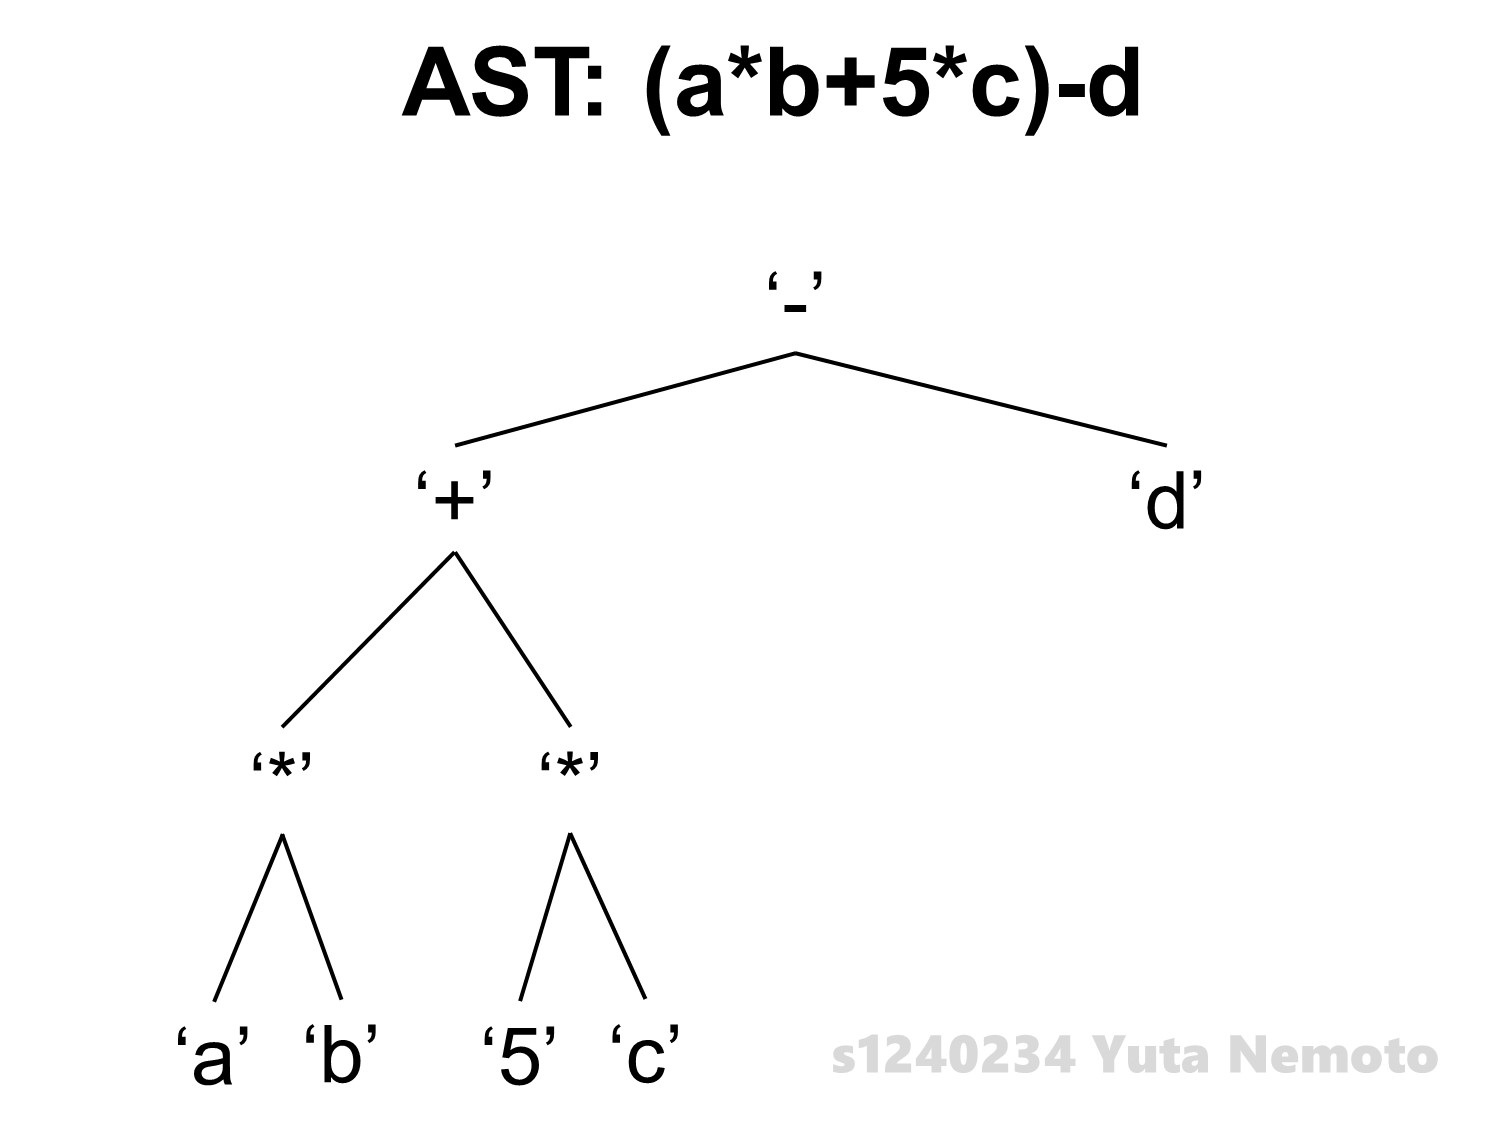 AST: (a*b+5*c)-d
‘-’
‘+’ ‘d’
‘*’ ‘*’
‘a’ ‘b’ ‘5’ ‘c’
s1240234 Yuta Nemoto